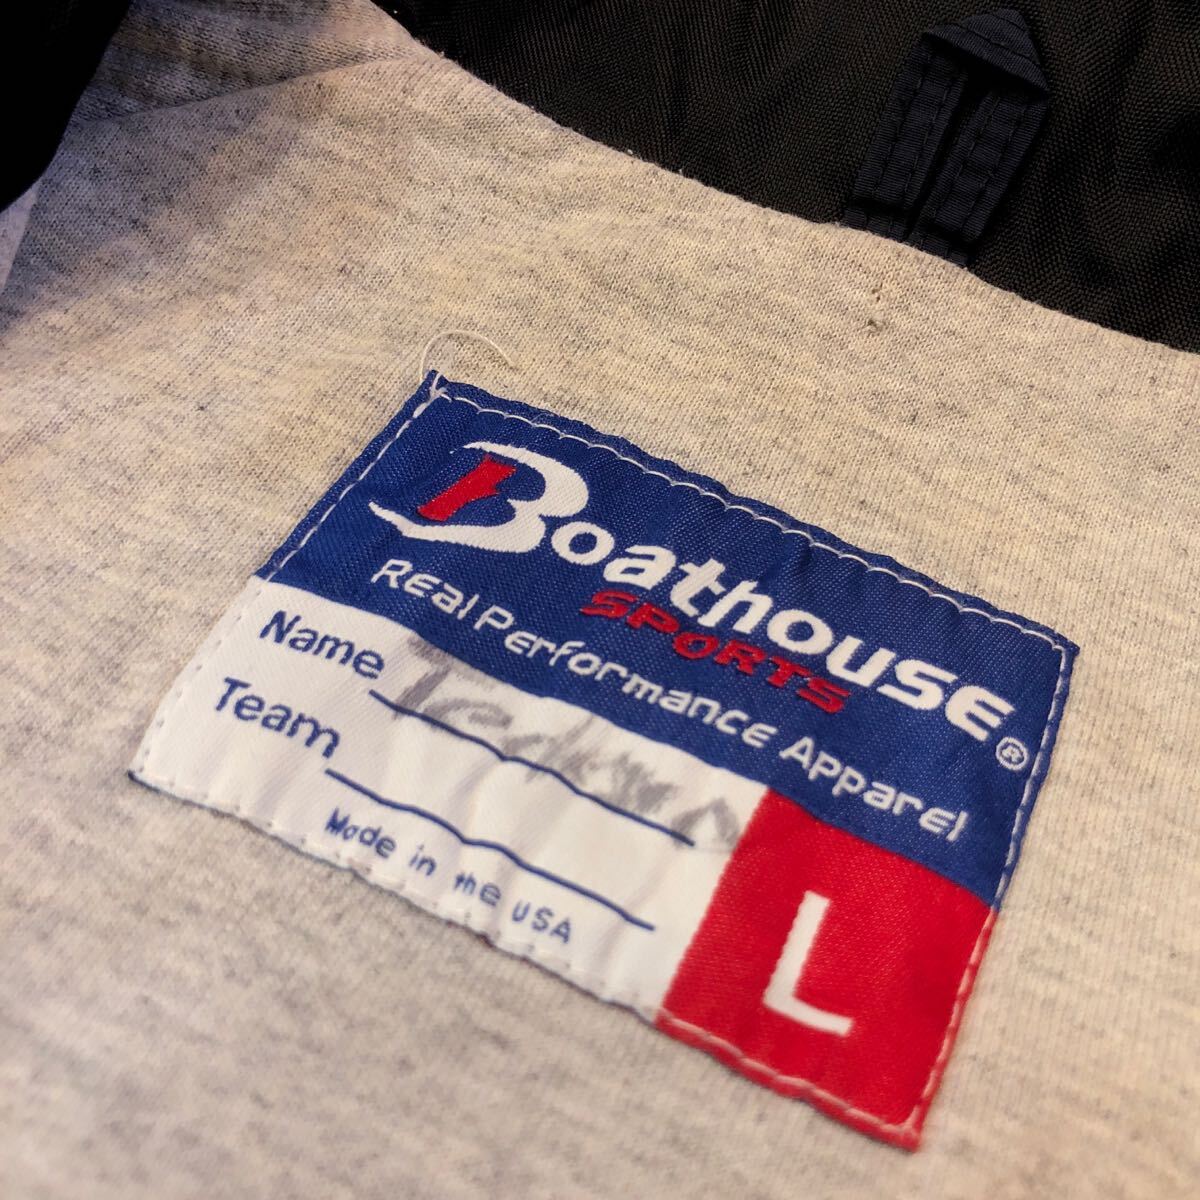 Boathouse®
SPORTS
Real Performance Apparel
Name
Team
Made in the USA
L